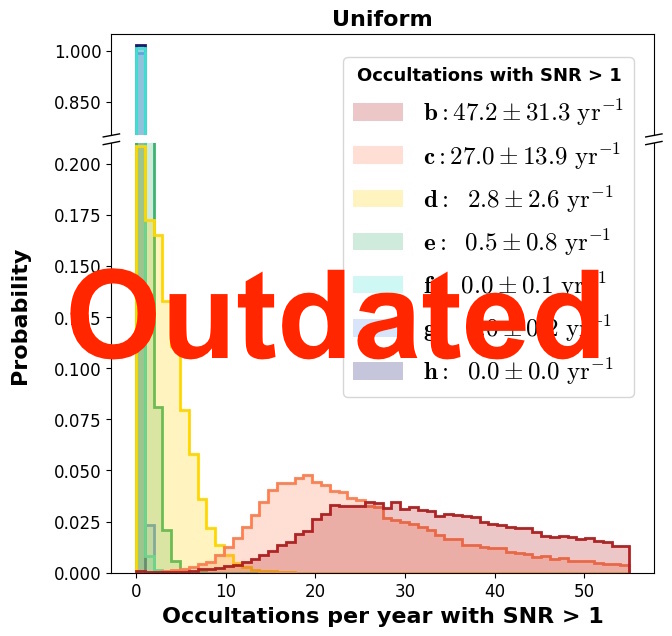 Uniform
1.000
0.850
0.200
0.175
0.150
0.100
0.075
0.050
0.025
0.000
Probability
Occultations with SNR > 1
b : 47.2 ± 31.3 yr⁻¹
c : 27.0 ± 13.9 yr⁻¹
d : 2.8 ± 2.6 yr⁻¹
e : 0.5 ± 0.8 yr⁻¹
f : 0.0 ± 0.1 yr⁻¹
h : 0.0 ± 0.0 yr⁻¹
Outdated
0 10 20 30 40 50
Occultations per year with SNR > 1